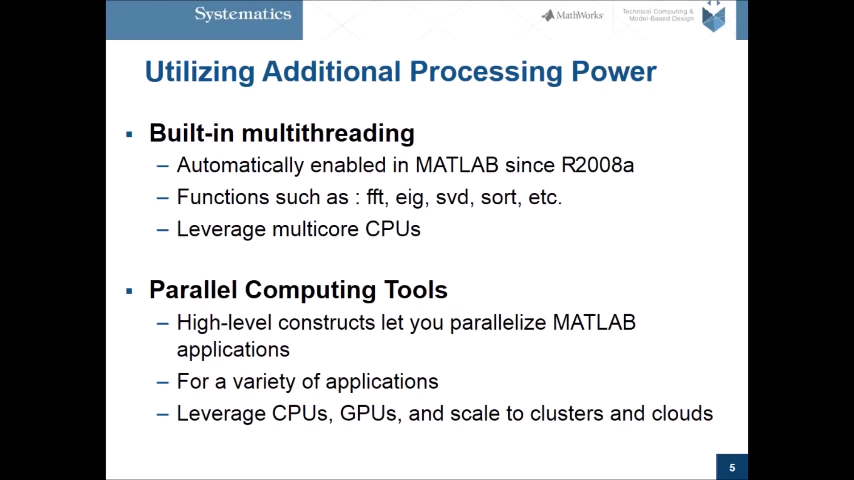 Systematics
MathWorks
Technical Computing &
Model-Based Design
Utilizing Additional Processing Power
▪ Built-in multithreading
– Automatically enabled in MATLAB since R2008a
– Functions such as : fft, eig, svd, sort, etc.
– Leverage multicore CPUs
▪ Parallel Computing Tools
– High-level constructs let you parallelize MATLAB
applications
– For a variety of applications
– Leverage CPUs, GPUs, and scale to clusters and clouds
5